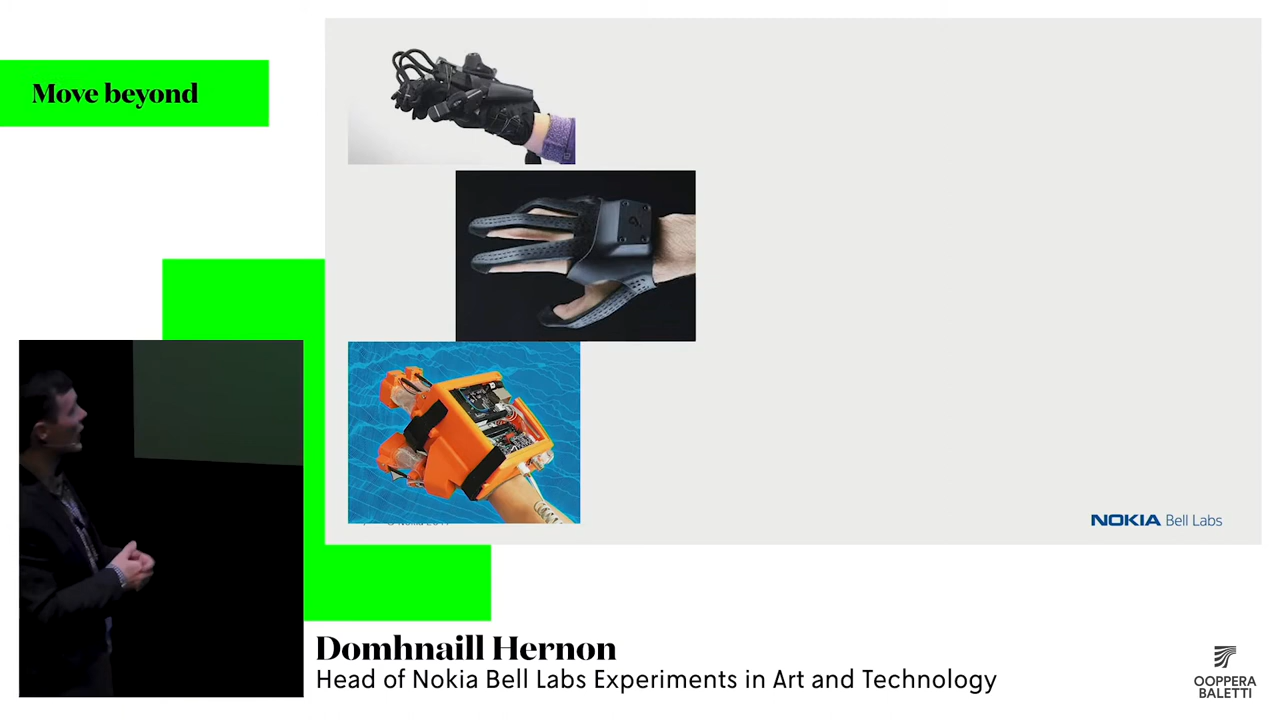 Move beyond
NOKIA Bell Labs
Domhnaill Hernon
Head of Nokia Bell Labs Experiments in Art and Technology
OOPPERA
BALETTI